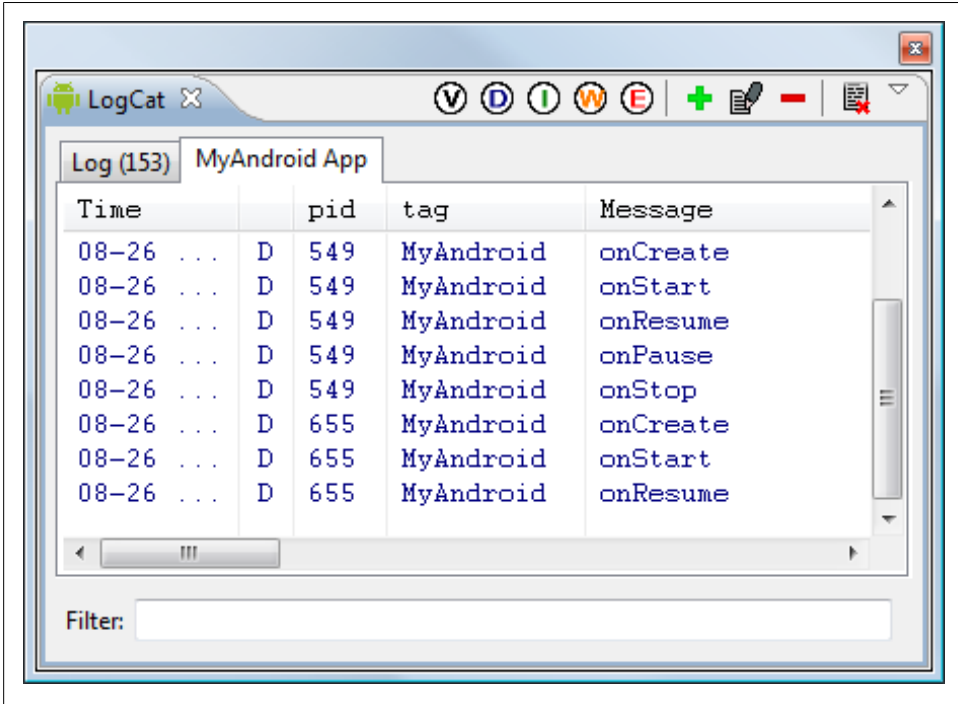 LogCat
V D I W E
Log (153) MyAndroid App
Time pid tag Message
08-26 ... D 549 MyAndroid onCreate
08-26 ... D 549 MyAndroid onStart
08-26 ... D 549 MyAndroid onResume
08-26 ... D 549 MyAndroid onPause
08-26 ... D 549 MyAndroid onStop
08-26 ... D 655 MyAndroid onCreate
08-26 ... D 655 MyAndroid onStart
08-26 ... D 655 MyAndroid onResume
Filter: